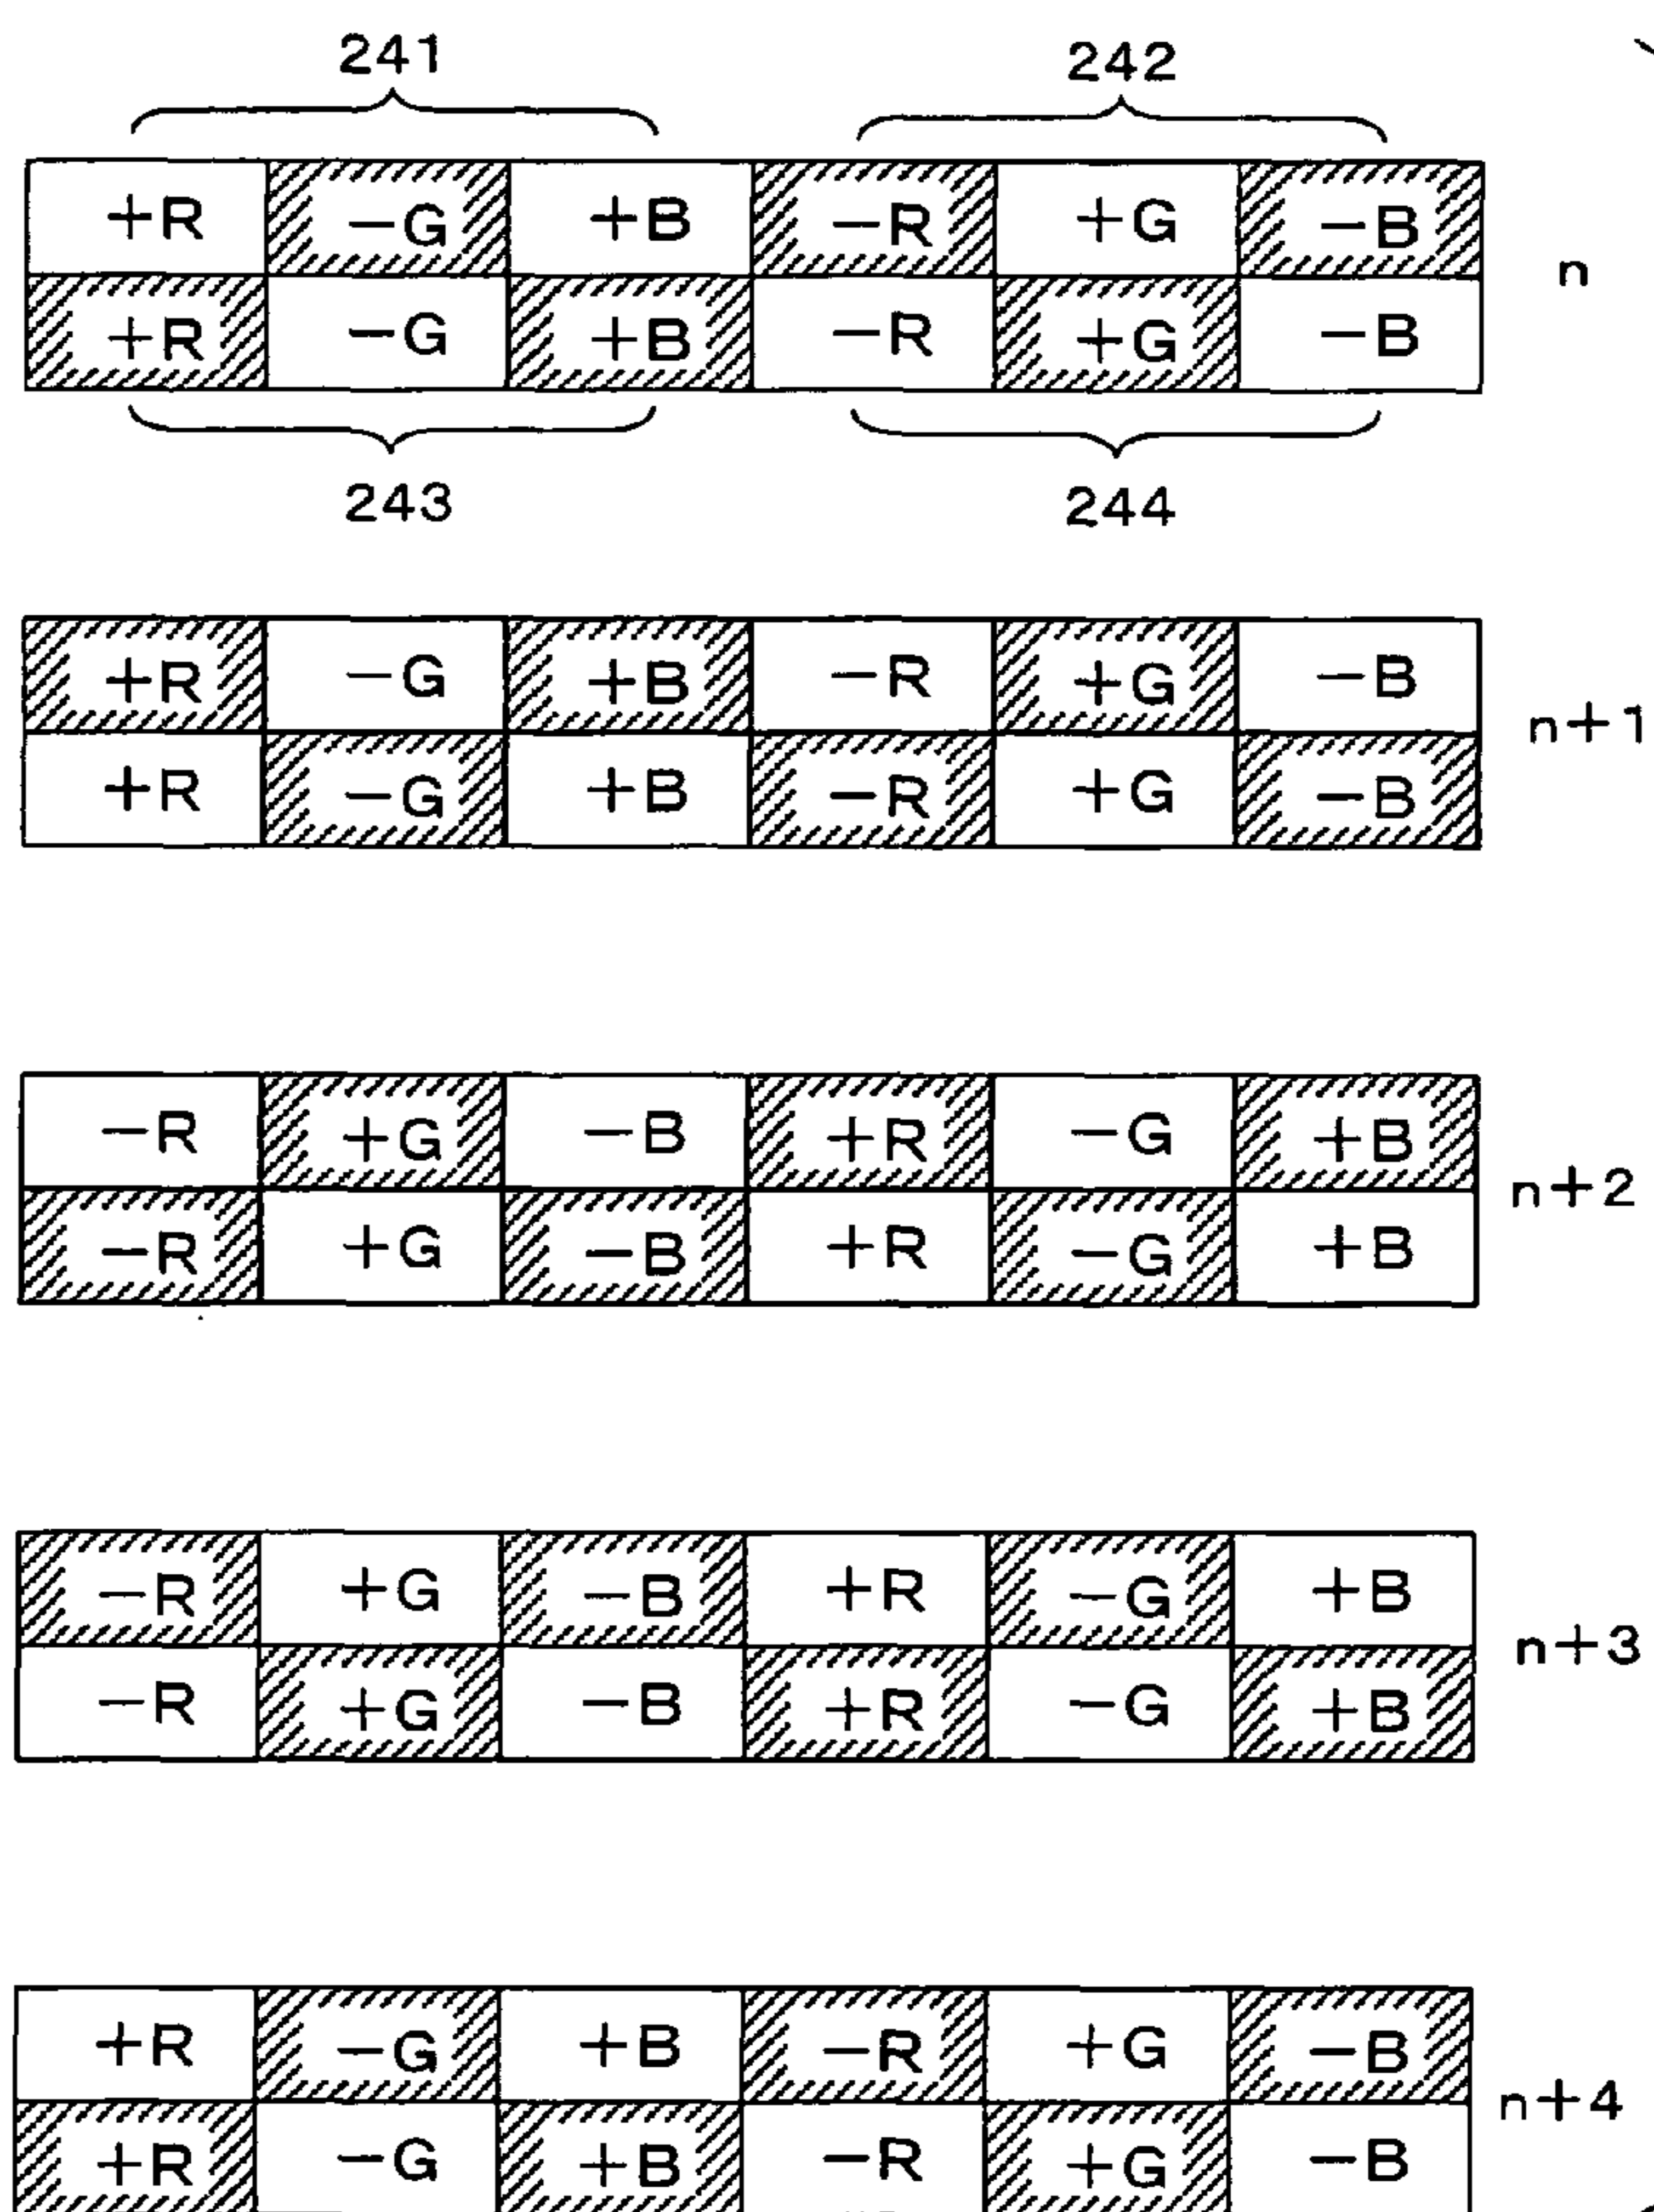 241 242
+R −G +B −R +G −B
n
+R −G +B −R +G −B
243 244
+R −G +B −R +G −B
n+1
+R −G +B −R +G −B
−R +G −B +R −G +B
n+2
−R +G −B +R −G +B
−R +G −B +R −G +B
n+3
−R +G −B +R −G +B
+R −G +B −R +G −B
n+4
+R −G +B −R +G −B